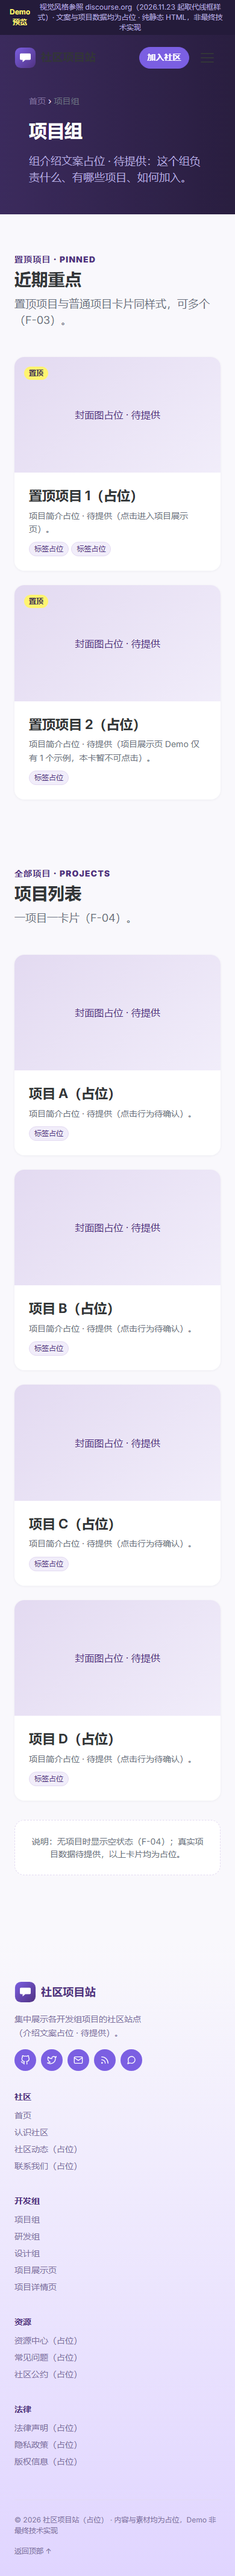 Demo
预览
视觉风格参照 discourse.org（2026.11.23 起取代线框样
式）· 文案与项目数据均为占位 · 纯静态 HTML，非最终技
术实现
社区项目站
加入社区
首页 › 项目组
项目组
组介绍文案占位 · 待提供：这个组负
责什么、有哪些项目、如何加入。
置顶项目 · PINNED
近期重点
置顶项目与普通项目卡片同样式，可多个
（F-03）。
置顶
封面图占位 · 待提供
置顶项目 1（占位）
项目简介占位 · 待提供（点击进入项目展示
页）。
标签占位 标签占位
置顶
封面图占位 · 待提供
置顶项目 2（占位）
项目简介占位 · 待提供（项目展示页 Demo 仅
有 1 个示例，本卡暂不可点击）。
标签占位
全部项目 · PROJECTS
项目列表
一项目一卡片（F-04）。
封面图占位 · 待提供
项目 A（占位）
项目简介占位 · 待提供（点击行为待确认）。
标签占位
封面图占位 · 待提供
项目 B（占位）
项目简介占位 · 待提供（点击行为待确认）。
标签占位
封面图占位 · 待提供
项目 C（占位）
项目简介占位 · 待提供（点击行为待确认）。
标签占位
封面图占位 · 待提供
项目 D（占位）
项目简介占位 · 待提供（点击行为待确认）。
标签占位
说明：无项目时显示空状态（F-04）；真实项
目数据待提供，以上卡片均为占位。
社区项目站
集中展示各开发组项目的社区站点
（介绍文案占位 · 待提供）。
社区
首页
认识社区
社区动态（占位）
联系我们（占位）
开发组
项目组
研发组
设计组
项目展示页
项目详情页
资源
资源中心（占位）
常见问题（占位）
社区公约（占位）
法律
法律声明（占位）
隐私政策（占位）
版权信息（占位）
© 2026 社区项目站（占位） · 内容与素材均为占位，Demo 非
最终技术实现
返回顶部 ↑